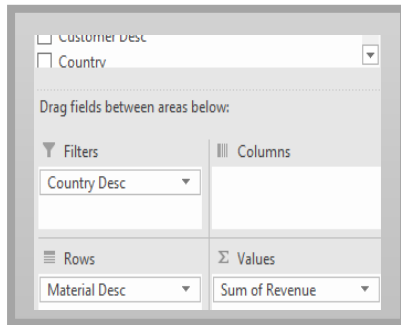 Customer Desc
Country
Drag fields between areas below:
Filters
Columns
Country Desc
Rows
Σ Values
Material Desc
Sum of Revenue